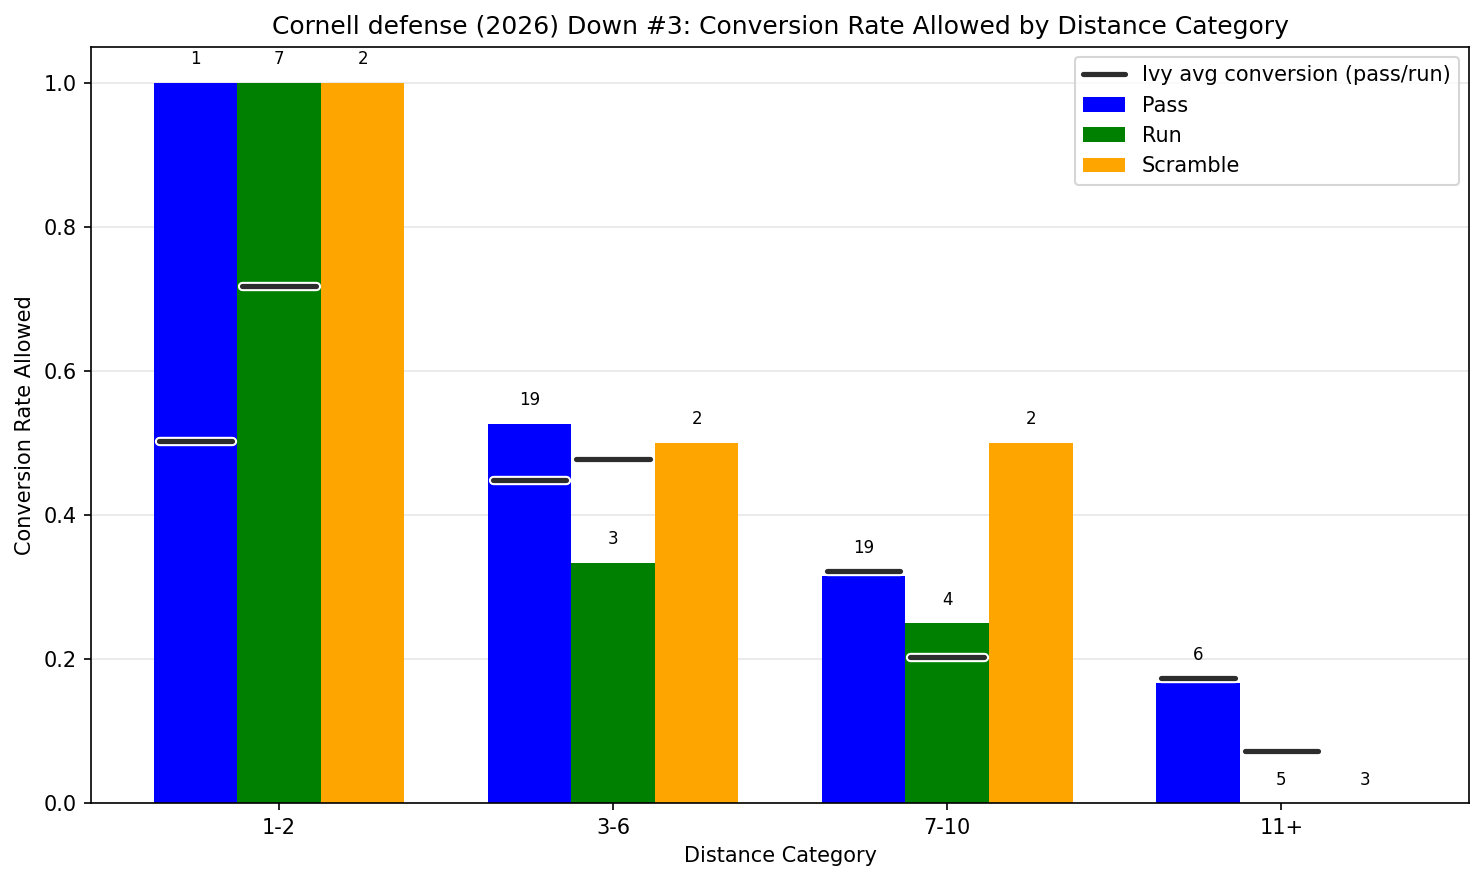 Cornell defense (2026) Down #3: Conversion Rate Allowed by Distance Category
Ivy avg conversion (pass/run)
Pass
Run
Scramble
Conversion Rate Allowed
1.0
0.8
0.6
0.4
0.2
0.0
1 7 2
19 3 2
19 4 2
6 5 3
1-2 3-6 7-10 11+
Distance Category